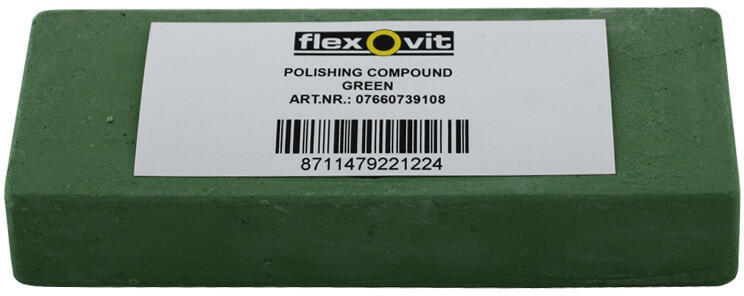 flexOvit
POLISHING COMPOUND
GREEN
ART.NR.: 07660739108
8711479221224